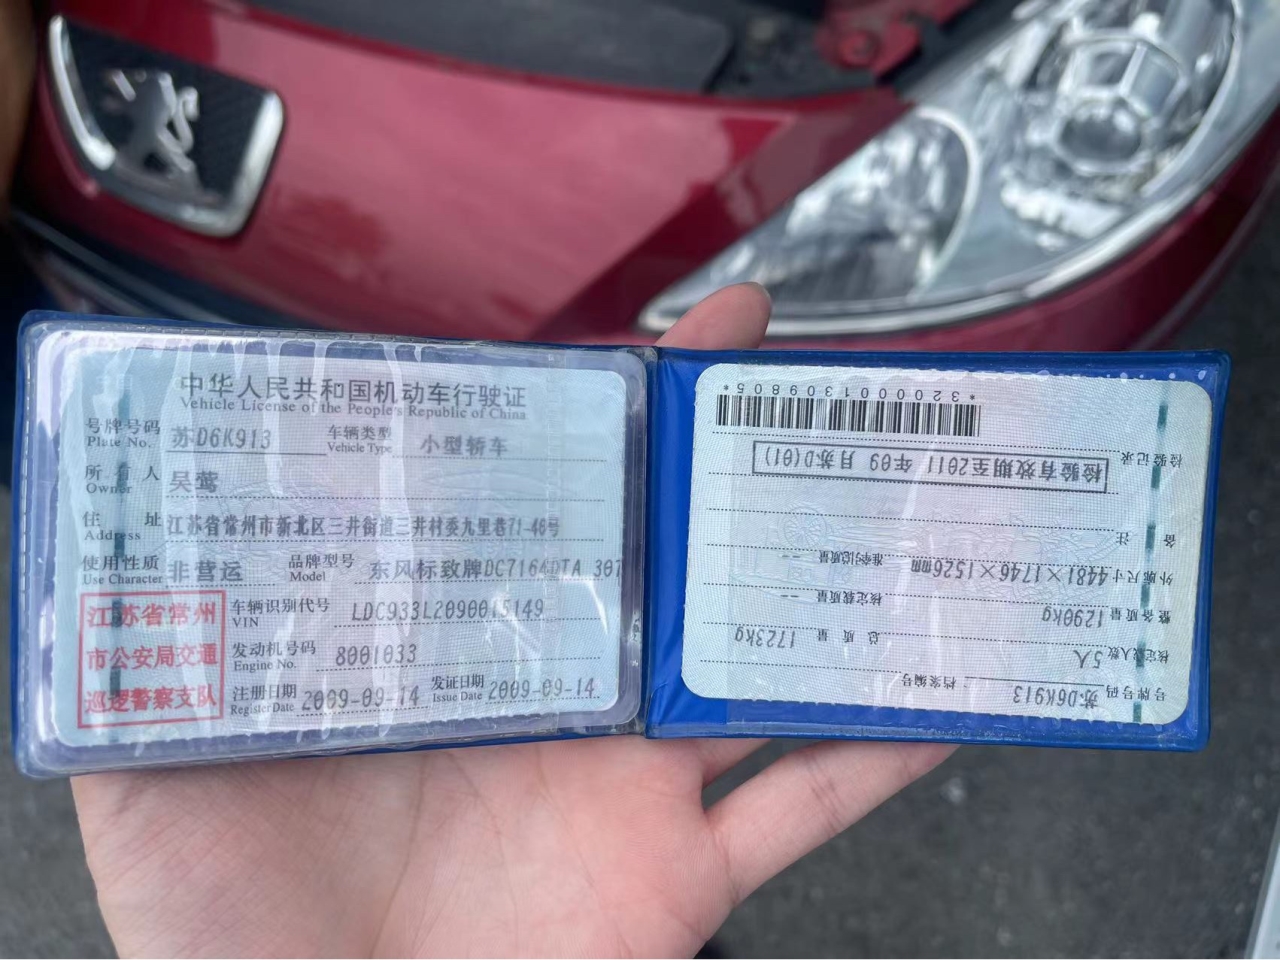 中华人民共和国机动车行驶证
Vehicle License of the People's Republic of China
号牌号码 苏D6K913 车辆类型 小型轿车
Plate No. Vehicle Type
所有人 吴莺
Owner
住址 江苏省常州市新北区三井街道三井村委九里巷71-46号
Address
使用性质 非营运 品牌型号 东风标致牌DC7164DTA 307
Use Character Model
江苏省常州
市公安局交通
巡逻警察支队
车辆识别代号 LDC933L2090015149
VIN
发动机号码 8001033
Engine No.
注册日期 2009-09-14 发证日期 2009-09-14
Register Date Issue Date
号牌号码 苏D6K913 档案编号
核定载人数 5人 总质量 1723kg
整备质量 1290kg 核定载质量 --
外廓尺寸 4481×1746×1526mm 准牵引总质量 --
备注
检验记录 检验有效期至2011年09月苏D(01)
*3200001309805*